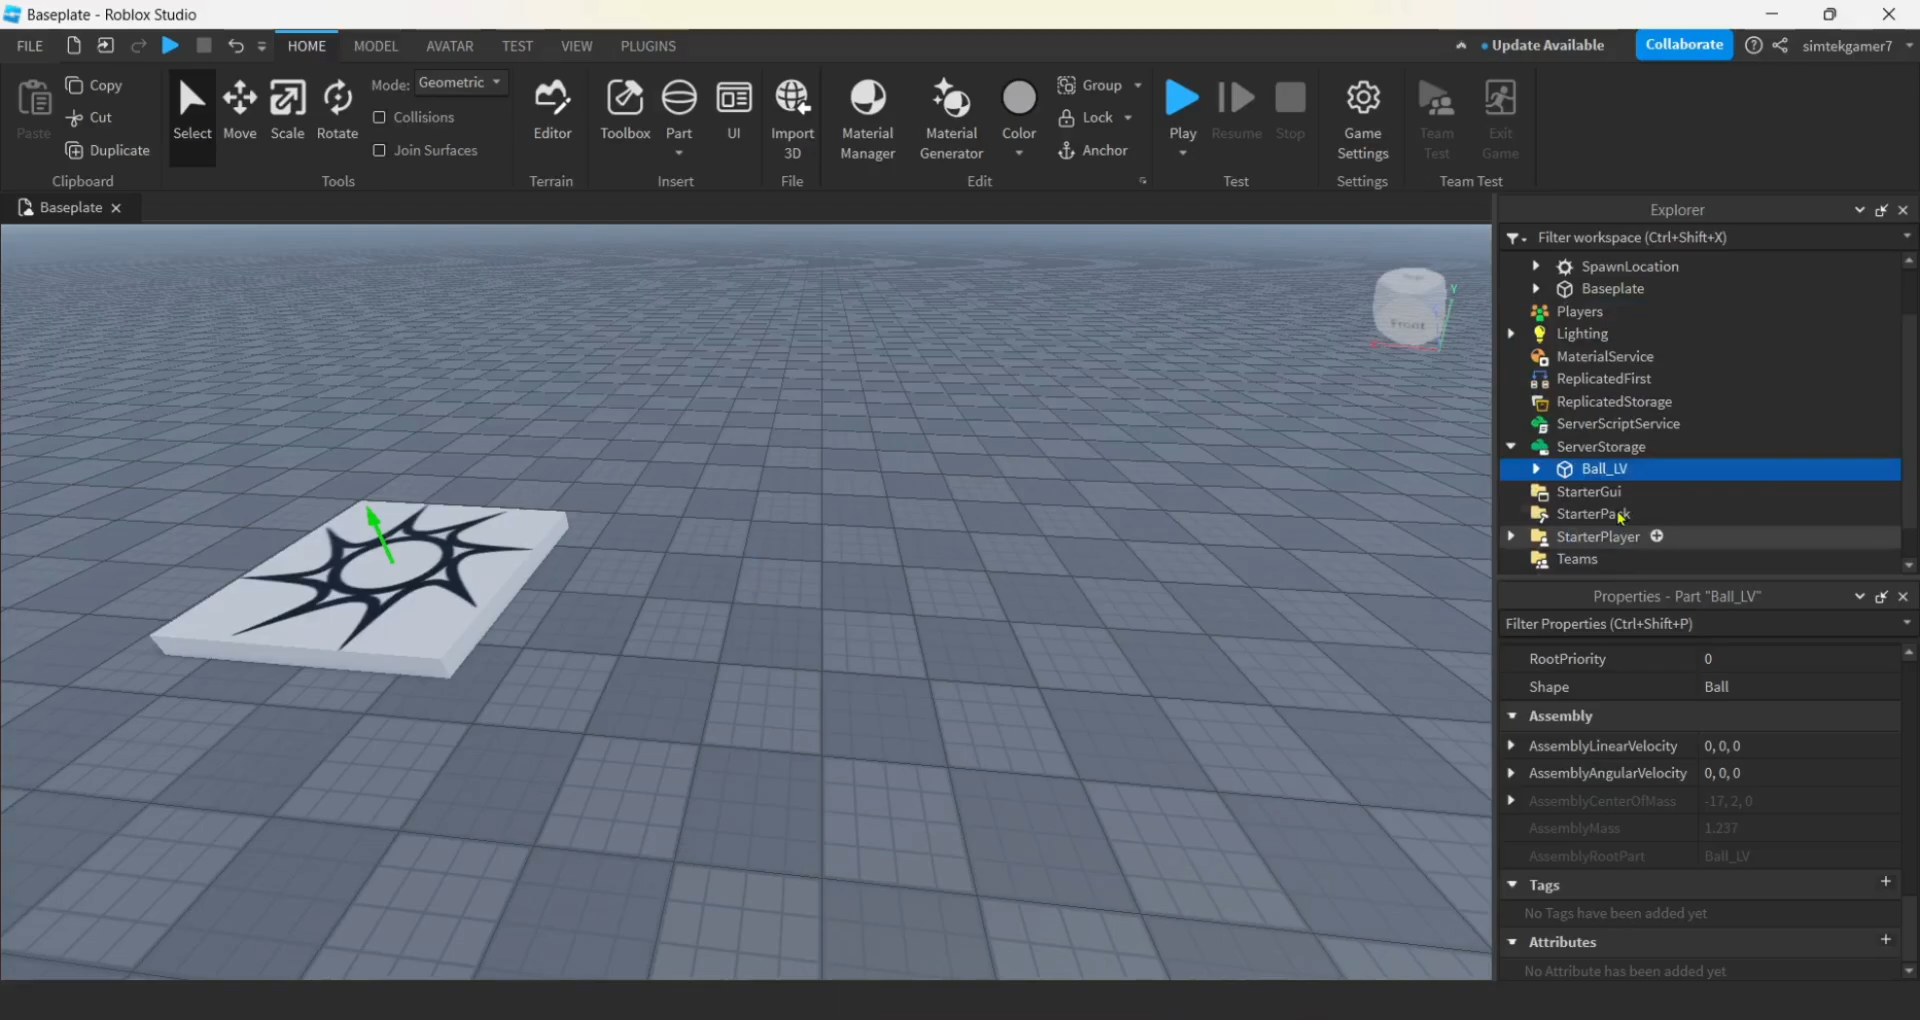 Baseplate - Roblox Studio
FILE HOME MODEL AVATAR TEST VIEW PLUGINS Update Available Collaborate simtekgamer7
Paste
Copy
Cut
Duplicate
Clipboard
Select Move Scale Rotate
Mode: Geometric
Collisions
Join Surfaces
Tools
Editor
Terrain
Toolbox Part UI
Insert
Import
3D
File
Material
Manager
Material
Generator
Color
Group
Lock
Anchor
Edit
Play Resume Stop
Test
Game
Settings
Settings
Team
Test
Exit
Game
Team Test
Baseplate
Front
Y
Explorer
Filter workspace (Ctrl+Shift+X)
SpawnLocation
Baseplate
Players
Lighting
MaterialService
ReplicatedFirst
ReplicatedStorage
ServerScriptService
ServerStorage
Ball_LV
StarterGui
StarterPack
StarterPlayer
Teams
Properties - Part "Ball_LV"
Filter Properties (Ctrl+Shift+P)
RootPriority 0
Shape Ball
Assembly
AssemblyLinearVelocity 0, 0, 0
AssemblyAngularVelocity 0, 0, 0
AssemblyCenterOfMass -17, 2, 0
AssemblyMass 1.237
AssemblyRootPart Ball_LV
Tags
No Tags have been added yet
Attributes
No Attribute has been added yet